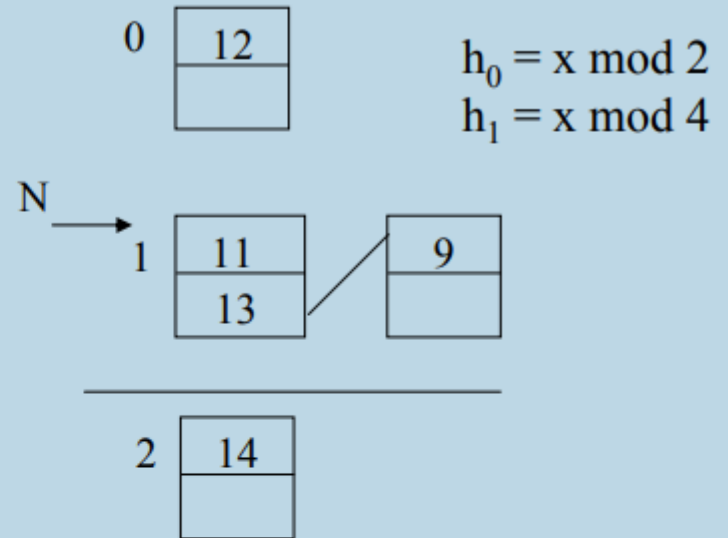 0 12
h₀ = x mod 2
h₁ = x mod 4
N
1 11 9
13
2 14